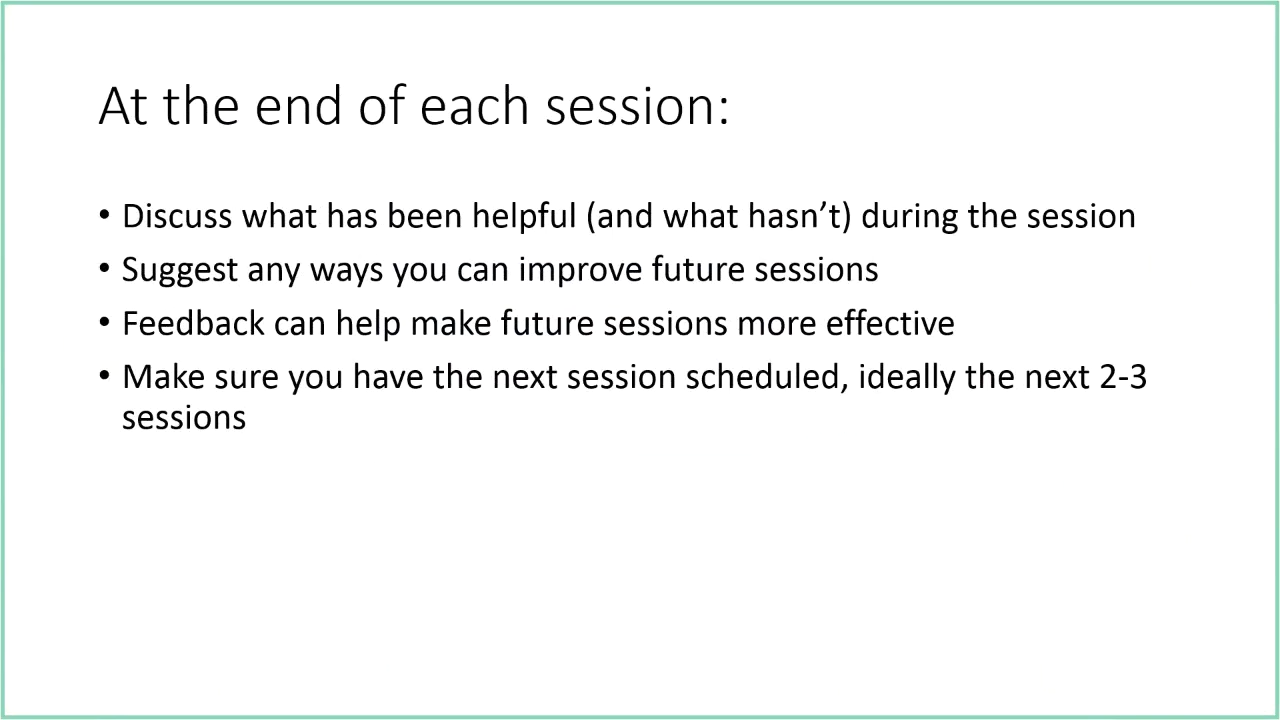 At the end of each session:
• Discuss what has been helpful (and what hasn’t) during the session
• Suggest any ways you can improve future sessions
• Feedback can help make future sessions more effective
• Make sure you have the next session scheduled, ideally the next 2-3
sessions